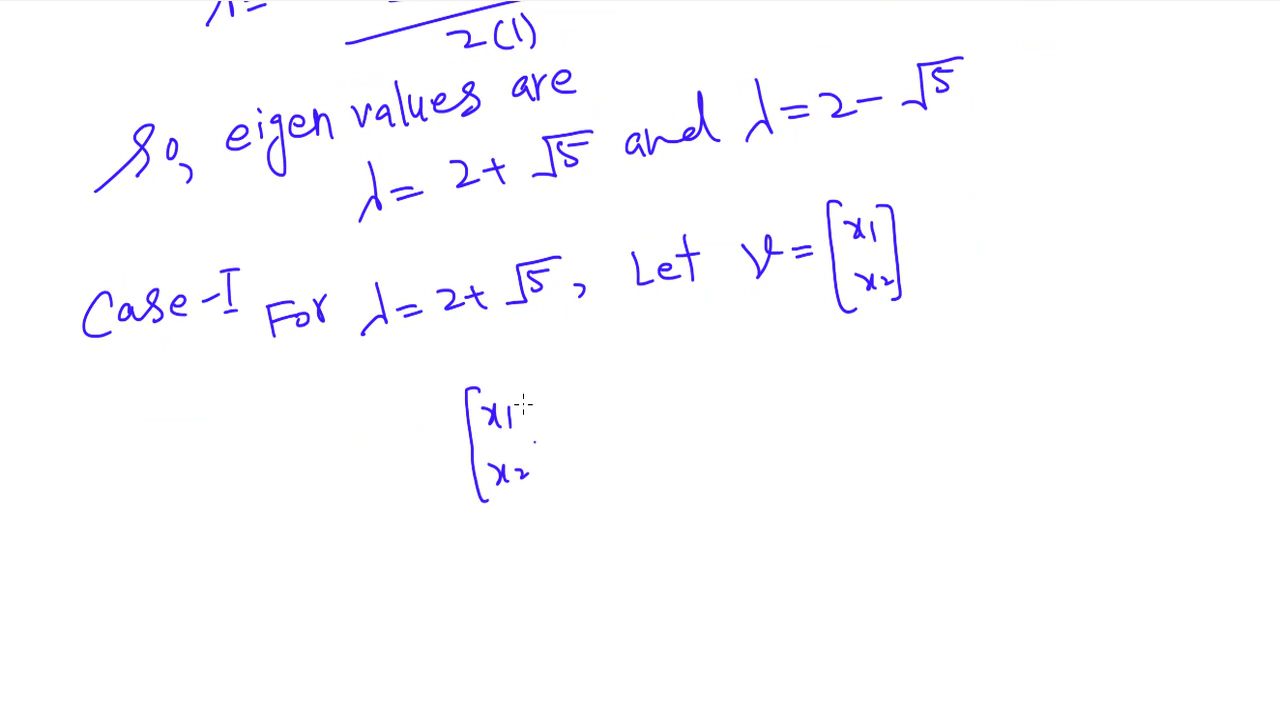 λ =
2(1)
So, eigen values are
λ = 2+ √5 and λ = 2 - √5
Case -I For λ = 2+ √5, Let v = [x1
x2]
[x1
x2